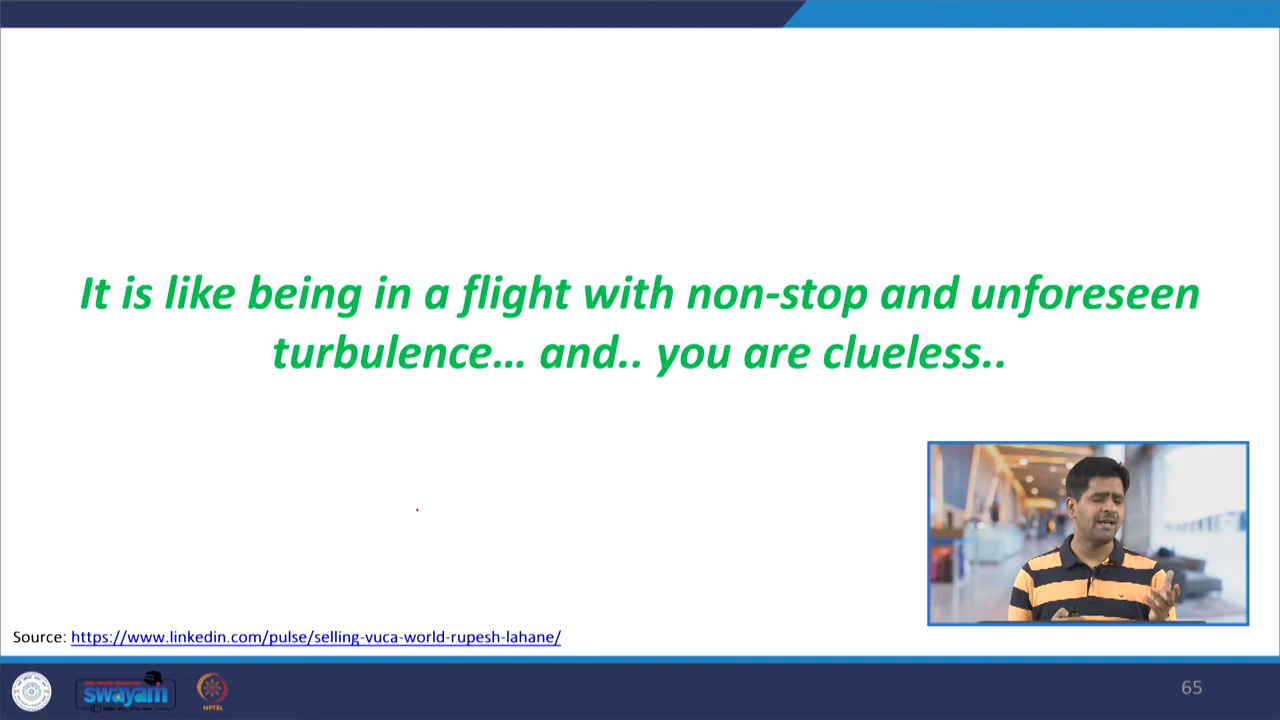 It is like being in a flight with non-stop and unforeseen
turbulence... and.. you are clueless..
Source: https://www.linkedin.com/pulse/selling-vuca-world-rupesh-lahane/
swayam
NPTEL
65